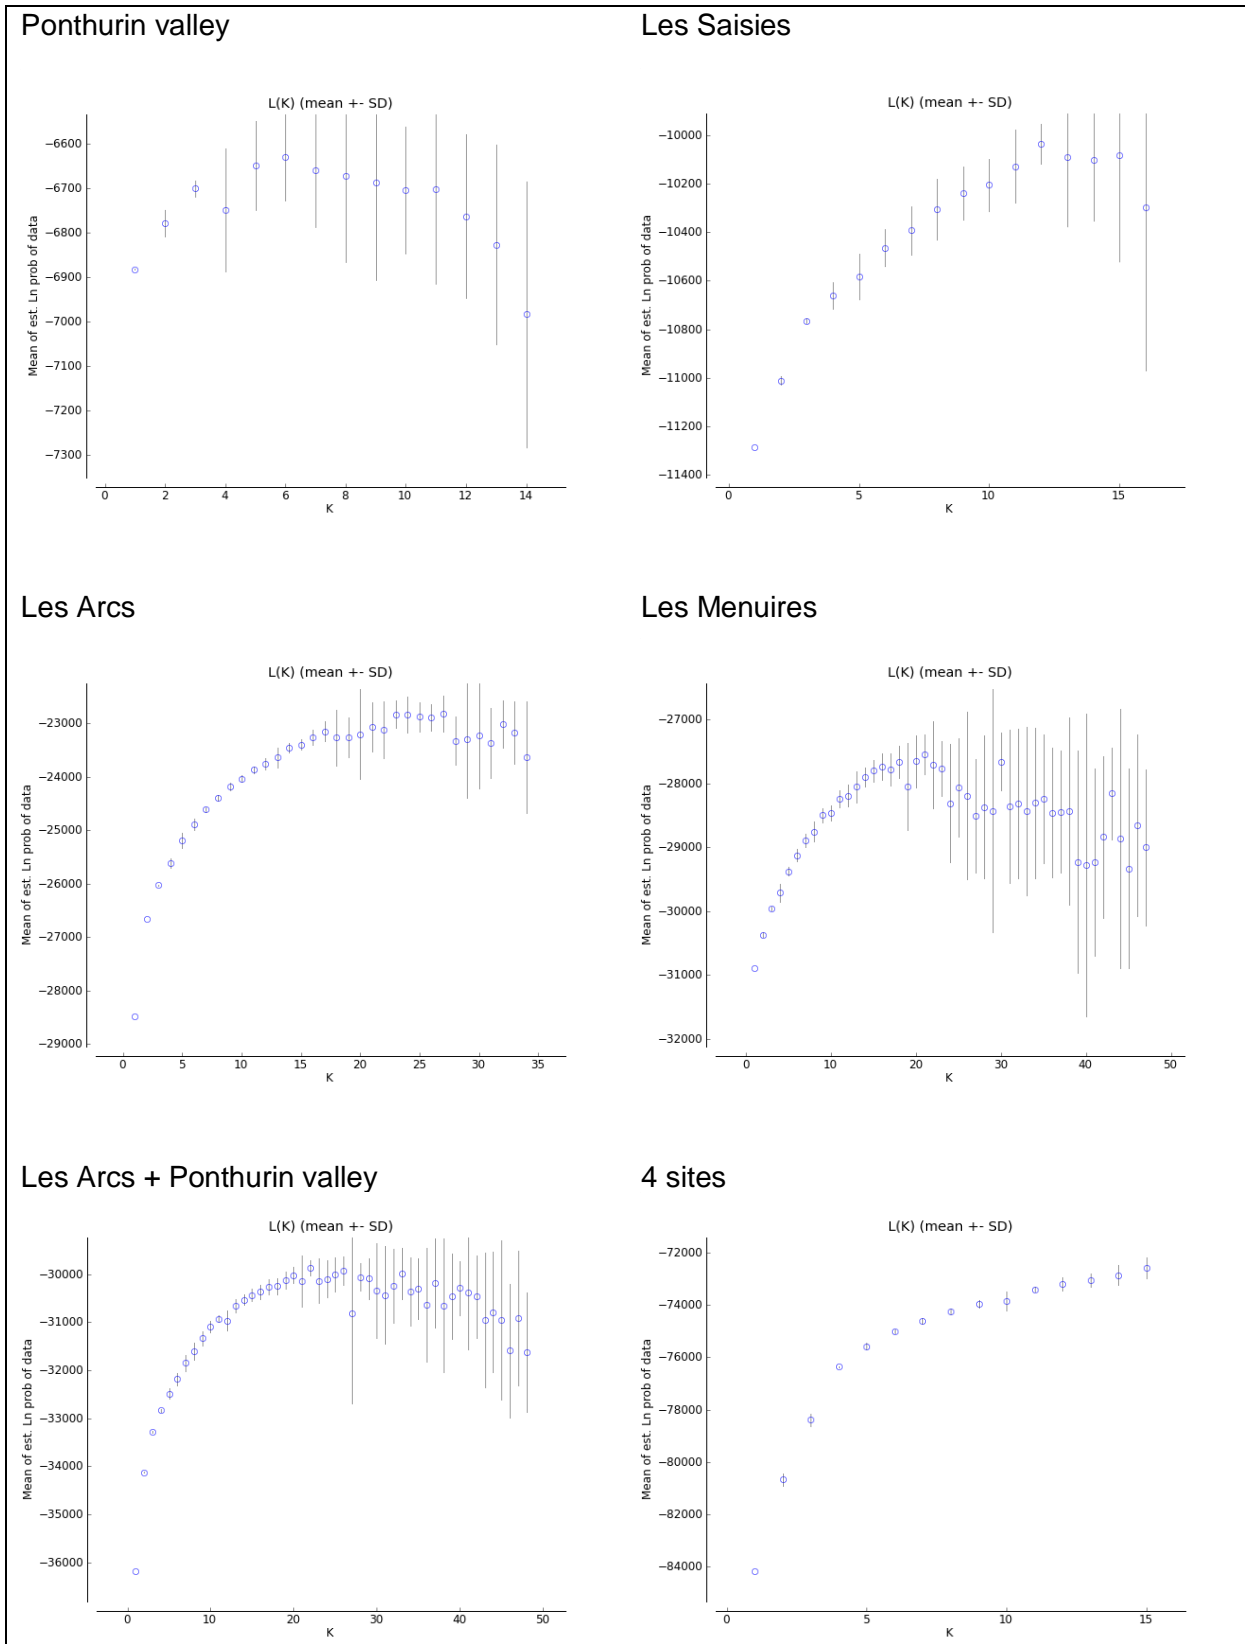 Ponthurin valley
L(K) (mean +- SD)
Mean of est. Ln prob of data
−6600
−6700
−6800
−6900
−7000
−7100
−7200
−7300
0 2 4 6 8 10 12 14
K
Les Saisies
L(K) (mean +- SD)
Mean of est. Ln prob of data
−10000
−10200
−10400
−10600
−10800
−11000
−11200
−11400
0 5 10 15
K
Les Arcs
L(K) (mean +- SD)
Mean of est. Ln prob of data
−23000
−24000
−25000
−26000
−27000
−28000
−29000
0 5 10 15 20 25 30 35
K
Les Menuires
L(K) (mean +- SD)
Mean of est. Ln prob of data
−27000
−28000
−29000
−30000
−31000
−32000
0 10 20 30 40 50
K
Les Arcs + Ponthurin valley
L(K) (mean +- SD)
Mean of est. Ln prob of data
−30000
−31000
−32000
−33000
−34000
−35000
−36000
0 10 20 30 40 50
K
4 sites
L(K) (mean +- SD)
Mean of est. Ln prob of data
−72000
−74000
−76000
−78000
−80000
−82000
−84000
0 5 10 15
K